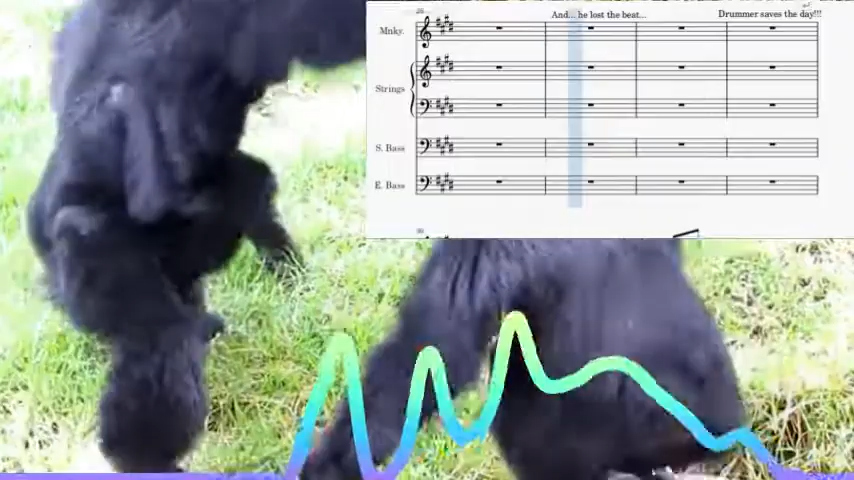 And... he lost the beat...
Drummer saves the day!!!
Mnky.
Strings
S. Bass
E. Bass